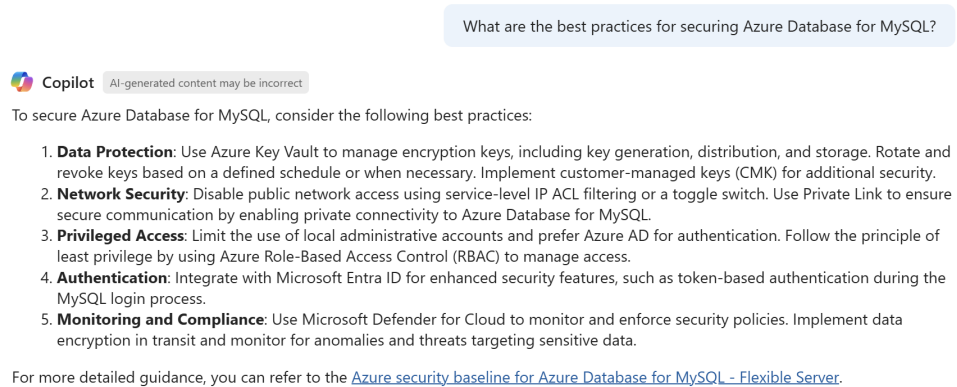 What are the best practices for securing Azure Database for MySQL?
Copilot AI-generated content may be incorrect
To secure Azure Database for MySQL, consider the following best practices:
1. Data Protection: Use Azure Key Vault to manage encryption keys, including key generation, distribution, and storage. Rotate and
revoke keys based on a defined schedule or when necessary. Implement customer-managed keys (CMK) for additional security.
2. Network Security: Disable public network access using service-level IP ACL filtering or a toggle switch. Use Private Link to ensure
secure communication by enabling private connectivity to Azure Database for MySQL.
3. Privileged Access: Limit the use of local administrative accounts and prefer Azure AD for authentication. Follow the principle of
least privilege by using Azure Role-Based Access Control (RBAC) to manage access.
4. Authentication: Integrate with Microsoft Entra ID for enhanced security features, such as token-based authentication during the
MySQL login process.
5. Monitoring and Compliance: Use Microsoft Defender for Cloud to monitor and enforce security policies. Implement data
encryption in transit and monitor for anomalies and threats targeting sensitive data.
For more detailed guidance, you can refer to the Azure security baseline for Azure Database for MySQL - Flexible Server.